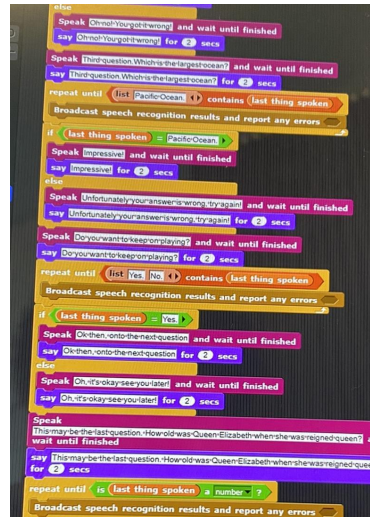 else
Speak Oh·no!·You·got·it·wrong! and wait until finished
say Oh·no!·You·got·it·wrong! for 2 secs
Speak Third·question.·Which·is·the·largest·ocean? and wait until finished
say Third·question.·Which·is·the·largest·ocean? for 2 secs
repeat until list Pacific·Ocean. contains last thing spoken
Broadcast speech recognition results and report any errors
if last thing spoken = Pacific·Ocean.
Speak Impressive! and wait until finished
say Impressive! for 2 secs
else
Speak Unfortunately·your·answer·is·wrong,·try·again! and wait until finished
say Unfortunately·your·answer·is·wrong,·try·again! for 2 secs
Speak Do·you·want·to·keep·on·playing? and wait until finished
say Do·you·want·to·keep·on·playing? for 2 secs
repeat until list Yes. No. contains last thing spoken
Broadcast speech recognition results and report any errors
if last thing spoken = Yes.
Speak Ok·then,·onto·the·next·question and wait until finished
say Ok·then,·onto·the·next·question for 2 secs
else
Speak Oh,·it's·okay·see·you·later! and wait until finished
say Oh,·it's·okay·see·you·later! for 2 secs
Speak
This·may·be·the·last·question.·How·old·was·Queen·Elizabeth·when·she·was·reigned·queen? a
wait until finished
say This·may·be·the·last·question.·How·old·was·Queen·Elizabeth·when·she·was·reigned·quee
for 2 secs
repeat until is last thing spoken a number ?
Broadcast speech recognition results and report any errors